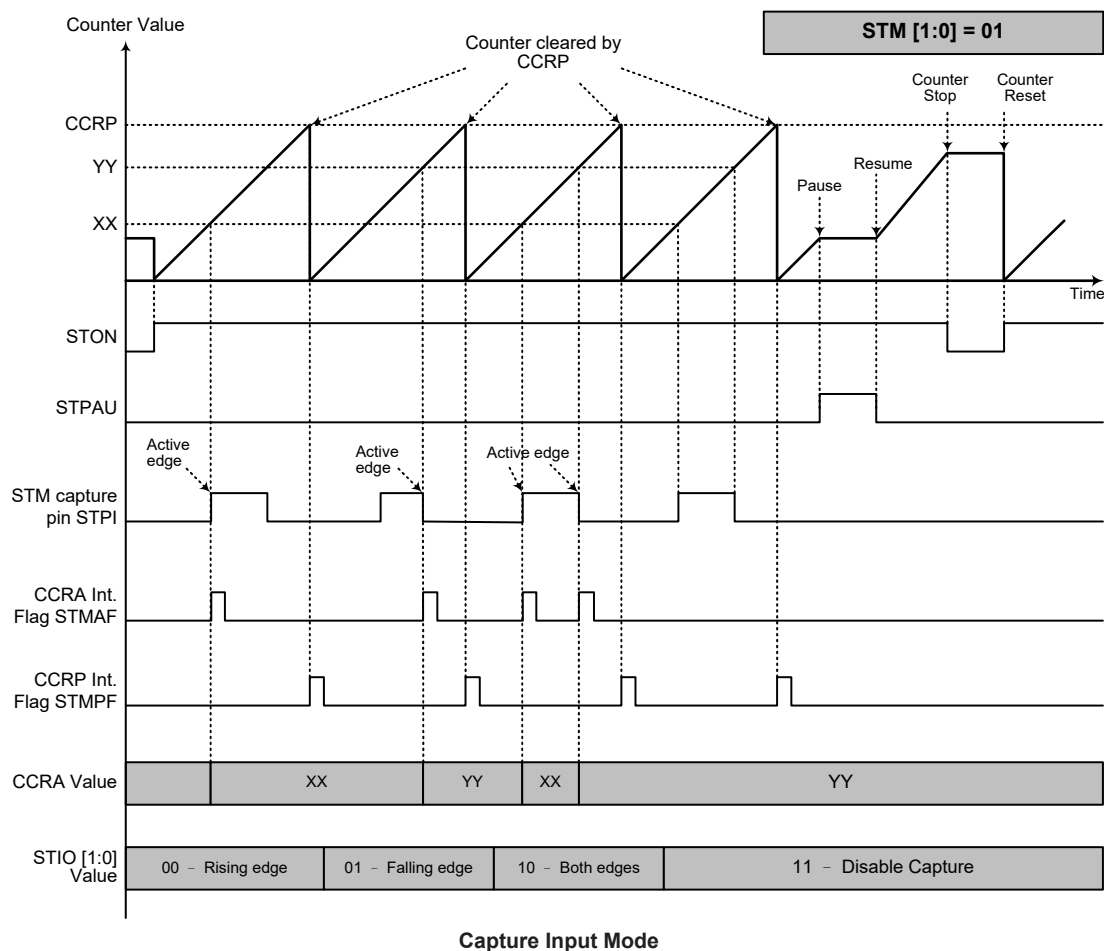 Counter Value
STM [1:0] = 01
Counter cleared by
CCRP
Counter
Stop
Counter
Reset
CCRP
YY
Resume
Pause
XX
Time
STON
STPAU
Active
edge
Active
edge
Active edge
STM capture
pin STPI
CCRA Int.
Flag STMAF
CCRP Int.
Flag STMPF
CCRA Value
XX
YY
XX
YY
STIO [1:0]
Value
00 – Rising edge
01 – Falling edge
10 – Both edges
11 – Disable Capture
Capture Input Mode